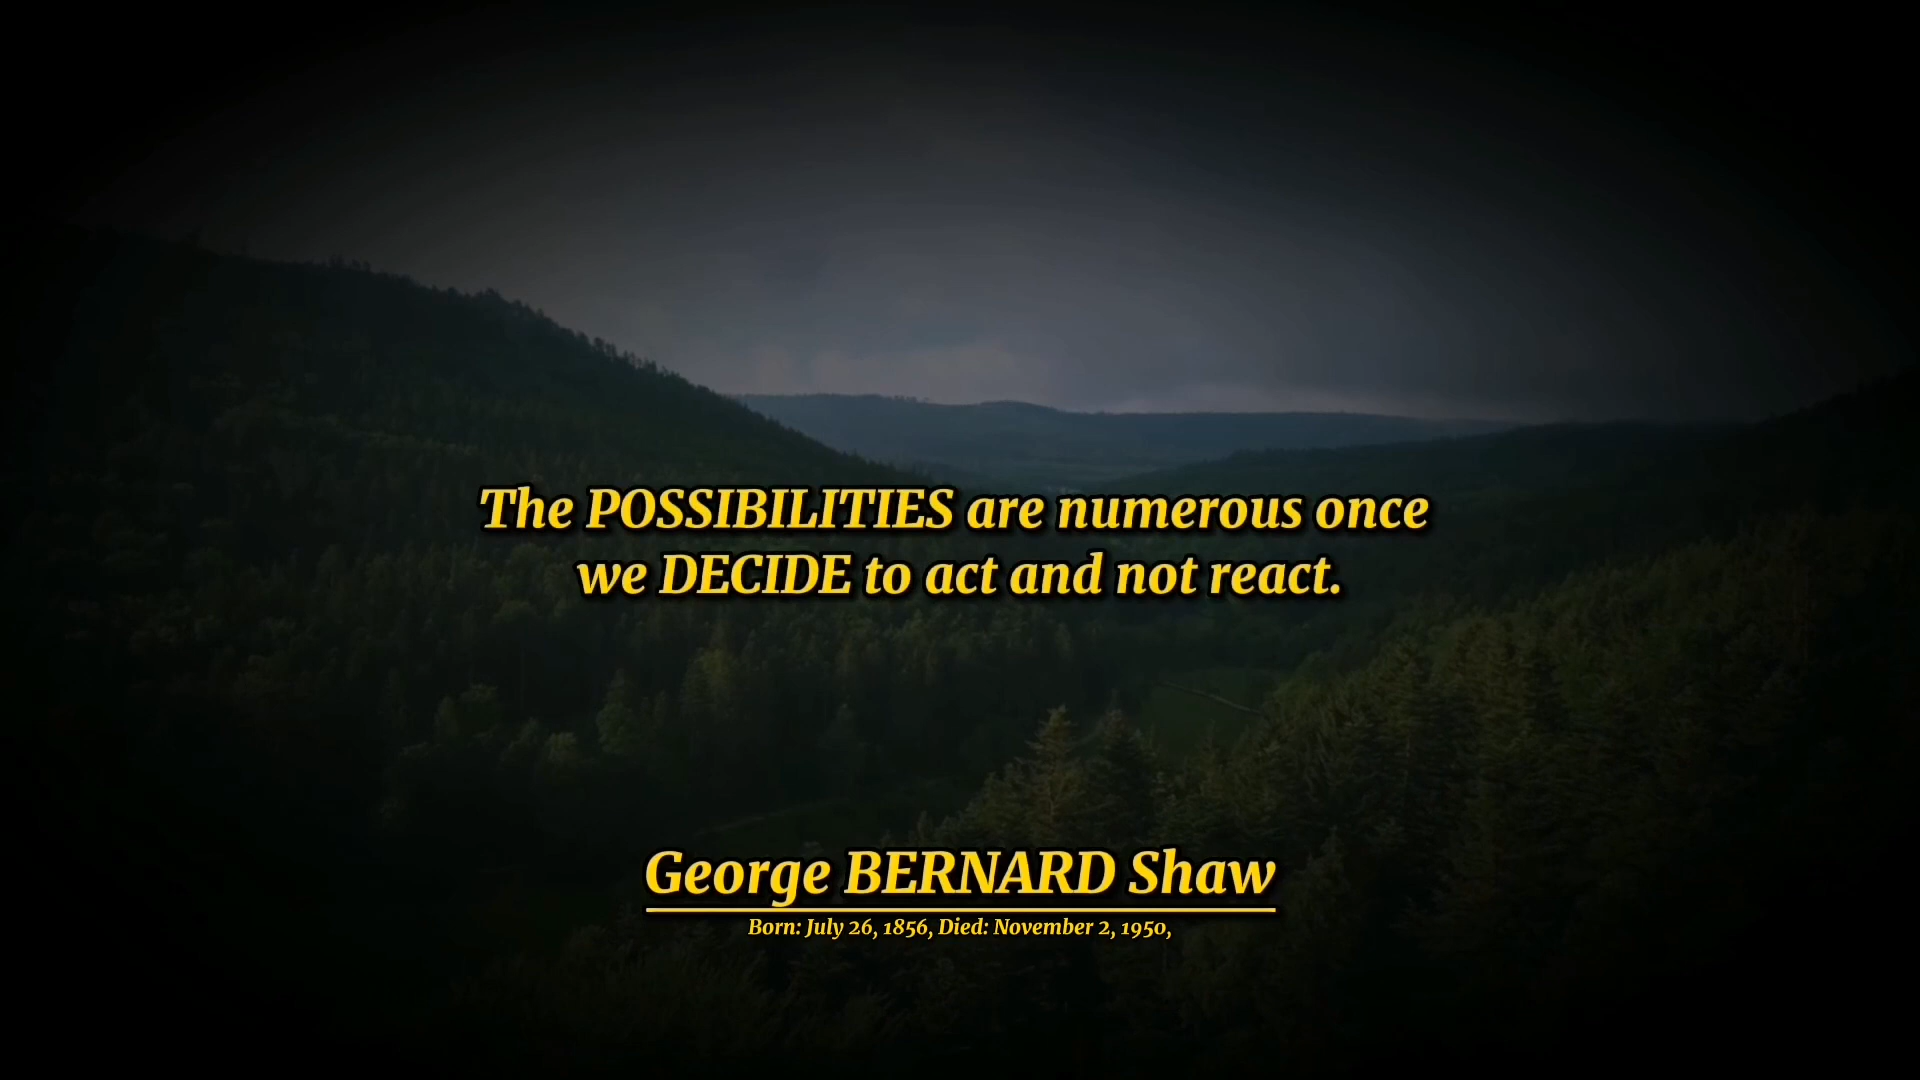 The POSSIBILITIES are numerous once
we DECIDE to act and not react.
George BERNARD Shaw
Born: July 26, 1856, Died: November 2, 1950,